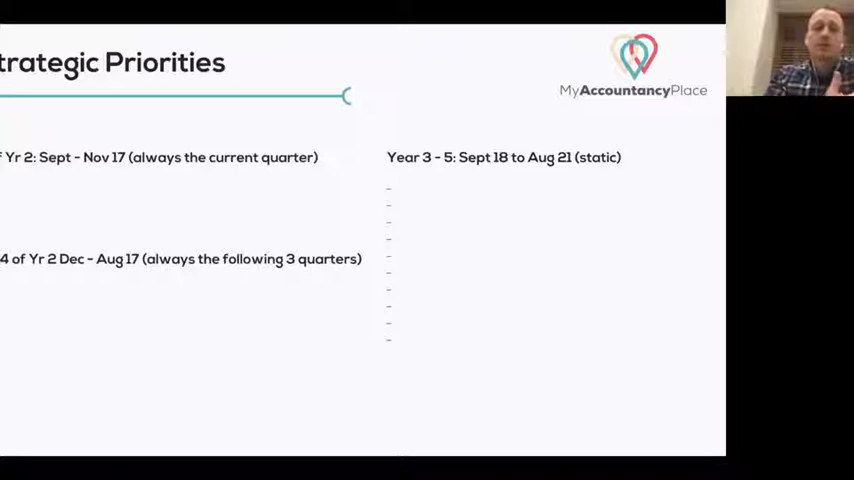 trategic Priorities
MyAccountancyPlace
f Yr 2: Sept - Nov 17 (always the current quarter)
Year 3 - 5: Sept 18 to Aug 21 (static)
-
-
-
-
4 of Yr 2 Dec - Aug 17 (always the following 3 quarters)
-
-
-
-
-
-